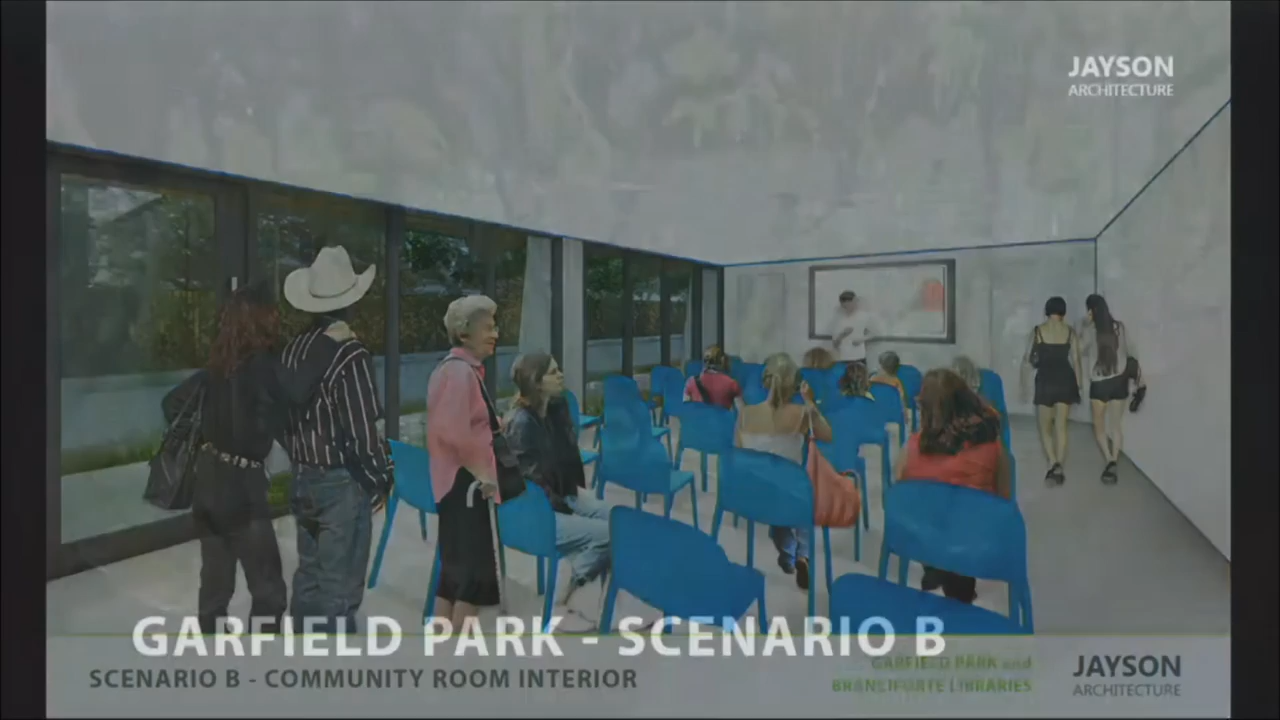 JAYSON
ARCHITECTURE
GARFIELD PARK - SCENARIO B
SCENARIO B - COMMUNITY ROOM INTERIOR
GARFIELD PARK and
BRANCIFORTE LIBRARIES
JAYSON
ARCHITECTURE